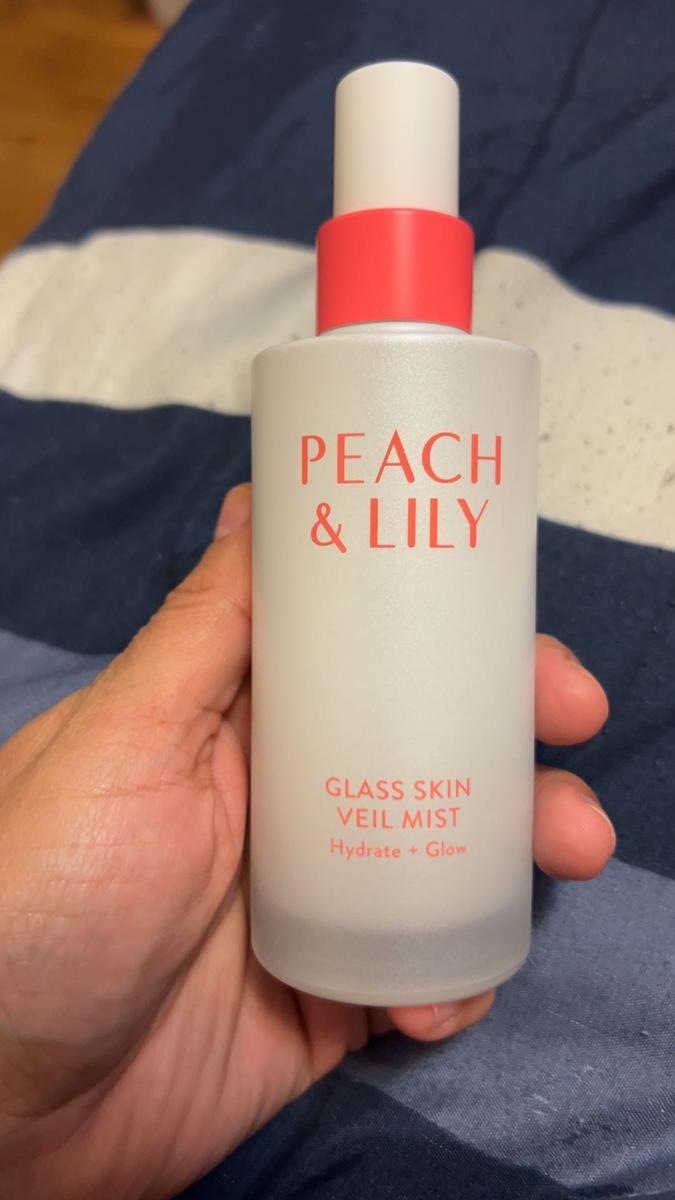 PEACH
& LILY
GLASS SKIN
VEIL MIST
Hydrate + Glow